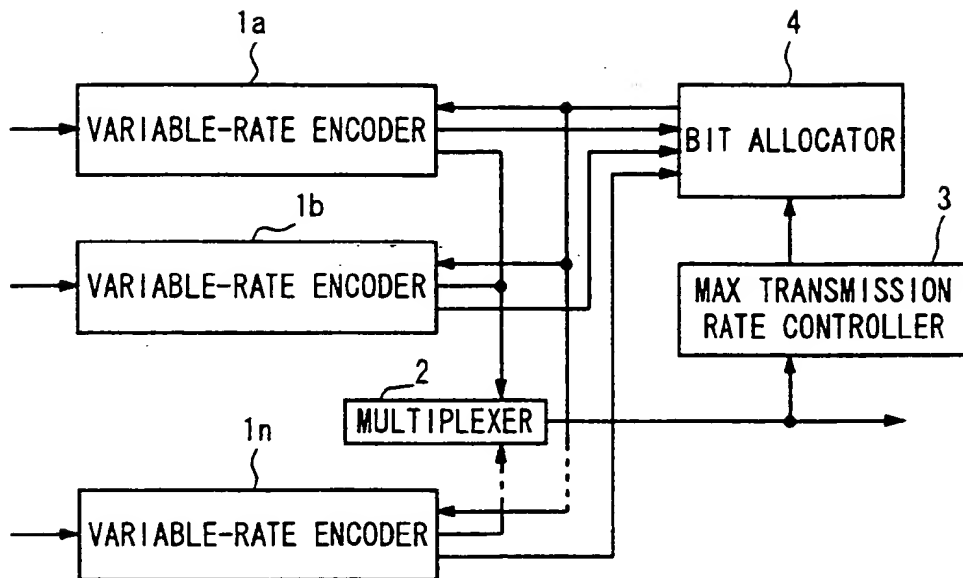 1a
VARIABLE-RATE ENCODER
4
BIT ALLOCATOR
1b
VARIABLE-RATE ENCODER
3
MAX TRANSMISSION
RATE CONTROLLER
2
MULTIPLEXER
1n
VARIABLE-RATE ENCODER